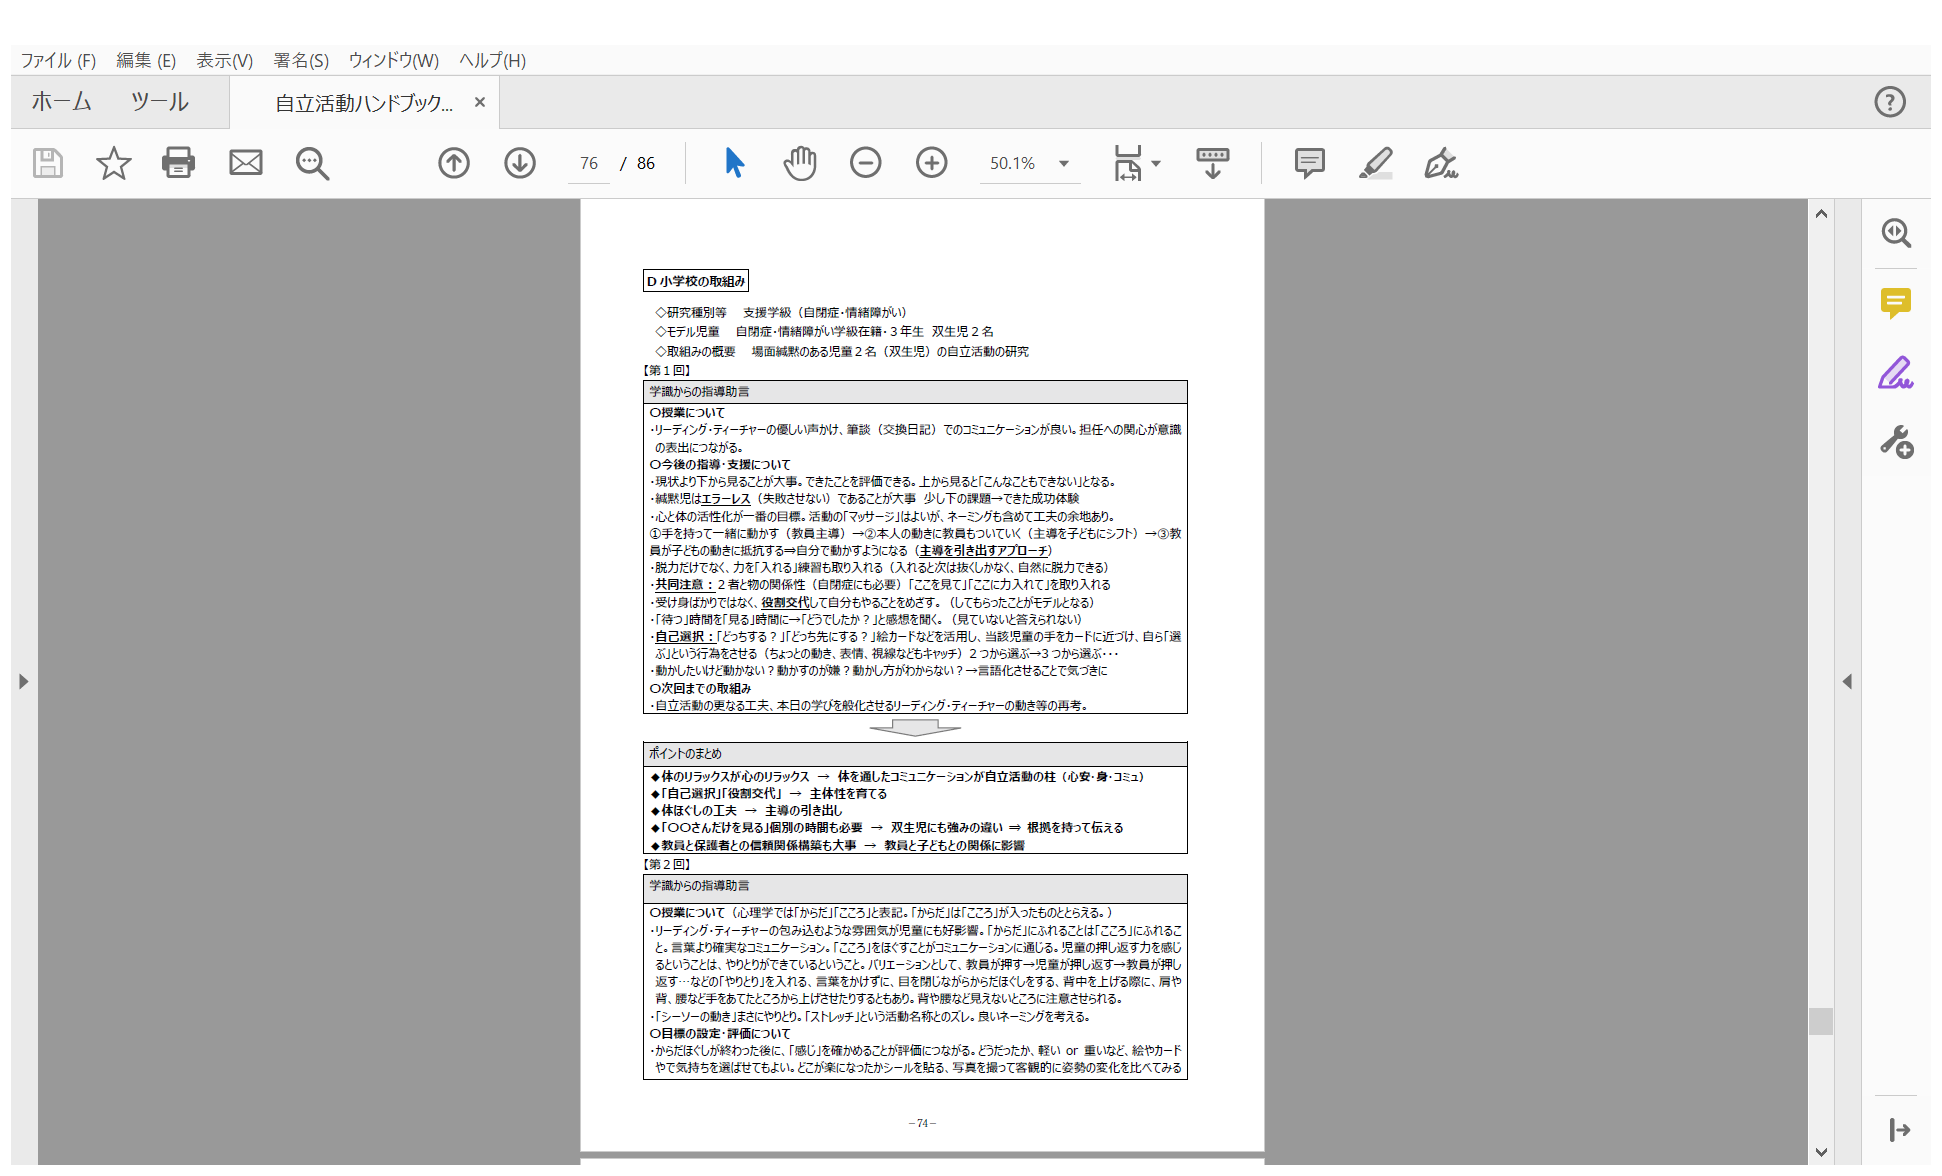 ファイル (F) 編集 (E) 表示(V) 署名(S) ウィンドウ(W) ヘルプ(H)
ホーム ツール 自立活動ハンドブック... ×
76 / 86 50.1%
D 小学校の取組み
◇研究種別等 支援学級（自閉症・情緒障がい）
◇モデル児童 自閉症・情緒障がい学級在籍・３年生 双生児２名
◇取組みの概要 場面緘黙のある児童２名（双生児）の自立活動の研究
【第１回】
学識からの指導助言
〇授業について
・リーディング・ティーチャーの優しい声かけ、筆談（交換日記）でのコミュニケーションが良い。担任への関心が意識
の表出につながる。
〇今後の指導・支援について
・現状より下から見ることが大事。できたことを評価できる。上から見ると「こんなこともできない」となる。
・緘黙児はエラーレス（失敗させない）であることが大事 少し下の課題→できた成功体験
・心と体の活性化が一番の目標。活動の「マッサージ」はよいが、ネーミングも含めて工夫の余地あり。
①手を持って一緒に動かす（教員主導）→②本人の動きに教員もついていく（主導を子どもにシフト）→③教
員が子どもの動きに抵抗する⇒自分で動かすようになる（主導を引き出すアプローチ）
・脱力だけでなく、力を「入れる」練習も取り入れる（入れると次は抜くしかなく、自然に脱力できる）
・共同注意：２者と物の関係性（自閉症にも必要）「ここを見て」「ここに力入れて」を取り入れる
・受け身ばかりではなく、役割交代して自分もやることをめざす。（してもらったことがモデルとなる）
・「待つ」時間を「見る」時間に→「どうでしたか？」と感想を聞く。（見ていないと答えられない）
・自己選択：「どっちする？」「どっち先にする？」絵カードなどを活用し、当該児童の手をカードに近づけ、自ら「選
ぶ」という行為をさせる（ちょっとの動き、表情、視線などもキャッチ）２つから選ぶ→３つから選ぶ・・・
・動かしたいけど動かない？動かすのが嫌？動かし方がわからない？→言語化させることで気づきに
〇次回までの取組み
・自立活動の更なる工夫、本日の学びを般化させるリーディング・ティーチャーの動き等の再考。
ポイントのまとめ
◆体のリラックスが心のリラックス → 体を通したコミュニケーションが自立活動の柱（心安・身・コミュ）
◆「自己選択」「役割交代」 → 主体性を育てる
◆体ほぐしの工夫 → 主導の引き出し
◆「〇〇さんだけを見る」個別の時間も必要 → 双生児にも強みの違い ⇒ 根拠を持って伝える
◆教員と保護者との信頼関係構築も大事 → 教員と子どもとの関係に影響
【第２回】
学識からの指導助言
〇授業について（心理学では「からだ」「こころ」と表記。「からだ」は「こころ」が入ったものととらえる。）
・リーディング・ティーチャーの包み込むような雰囲気が児童にも好影響。「からだ」にふれることは「こころ」にふれるこ
と。言葉より確実なコミュニケーション。「こころ」をほぐすことがコミュニケーションに通じる。児童の押し返す力を感じ
るということは、やりとりができているということ。バリエーションとして、教員が押す→児童が押し返す→教員が押し
返す…などの「やりとり」を入れる、言葉をかけずに、目を閉じながらからだほぐしをする、背中を上げる際に、肩や
背、腰など手をあてたところから上げさせたりするともあり。背や腰など見えないところに注意させられる。
・「シーソーの動き」まさにやりとり。「ストレッチ」という活動名称とのズレ。良いネーミングを考える。
〇目標の設定・評価について
・からだほぐしが終わった後に、「感じ」を確かめることが評価につながる。どうだったか、軽い or 重いなど、絵やカード
やで気持ちを選ばせてもよい。どこが楽になったかシールを貼る、写真を撮って客観的に姿勢の変化を比べてみる
－74－